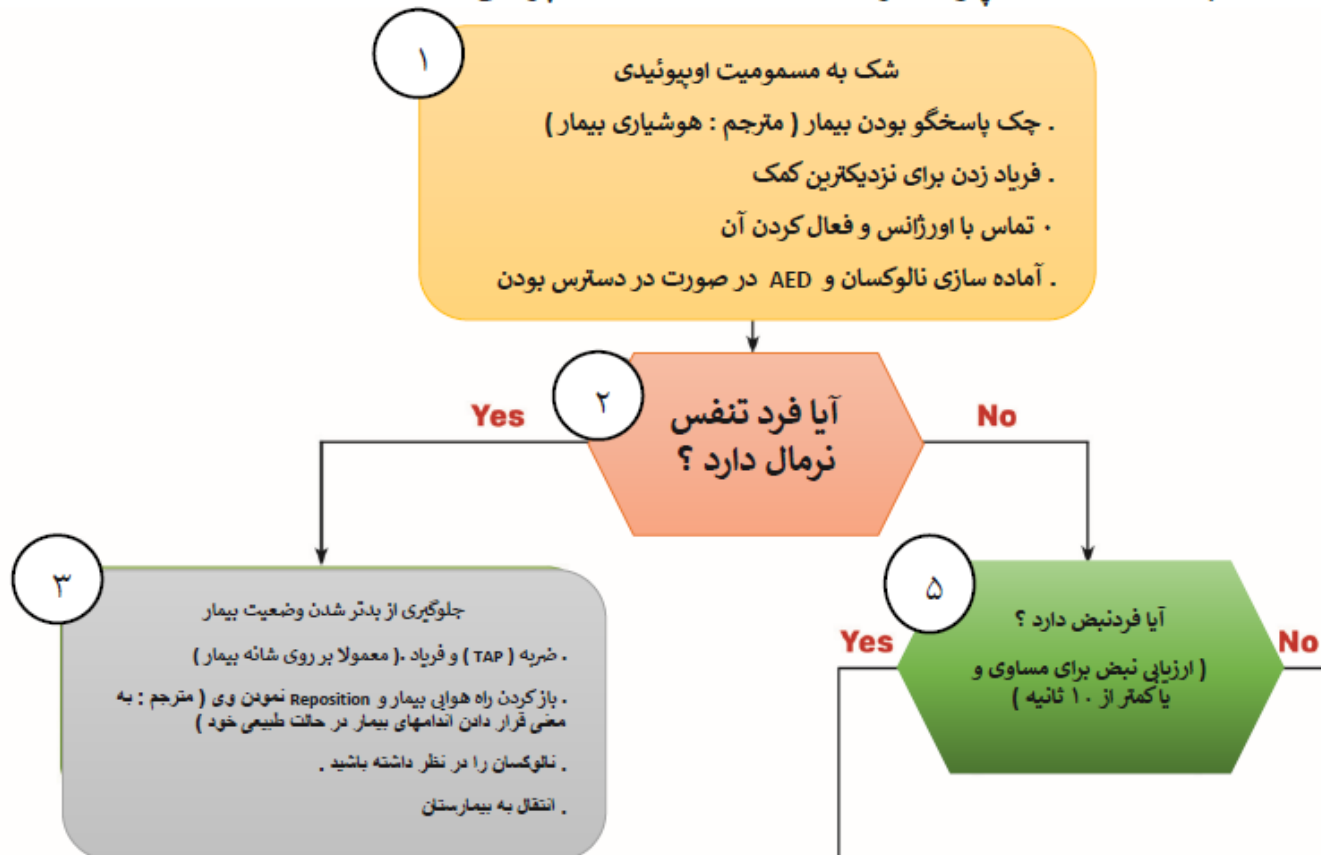 ۱
شک به مسمومیت اوپیوئیدی
. چک پاسخگو بودن بیمار ( مترجم : هوشیاری بیمار )
. فریاد زدن برای نزدیکترین کمک
. تماس با اورژانس و فعال کردن آن
. آماده سازی نالوکسان و AED در صورت در دسترس بودن
۲
آیا فرد تنفس
نرمال دارد ؟
Yes
No
۳
جلوگیری از بدتر شدن وضعیت بیمار
. ضربه ( TAP ) و فریاد .( معمولا بر روی شانه بیمار )
. باز کردن راه هوایی بیمار و Reposition نمودن وی ( مترجم : به
معنی قرار دادن اندامهای بیمار در حالت طبیعی خود )
. نالوکسان را در نظر داشته باشید .
. انتقال به بیمارستان
۵
آیا فردنبض دارد ؟
( ارزیابی نبض برای مساوی و
یا کمتر از ۱۰ ثانیه )
Yes
No